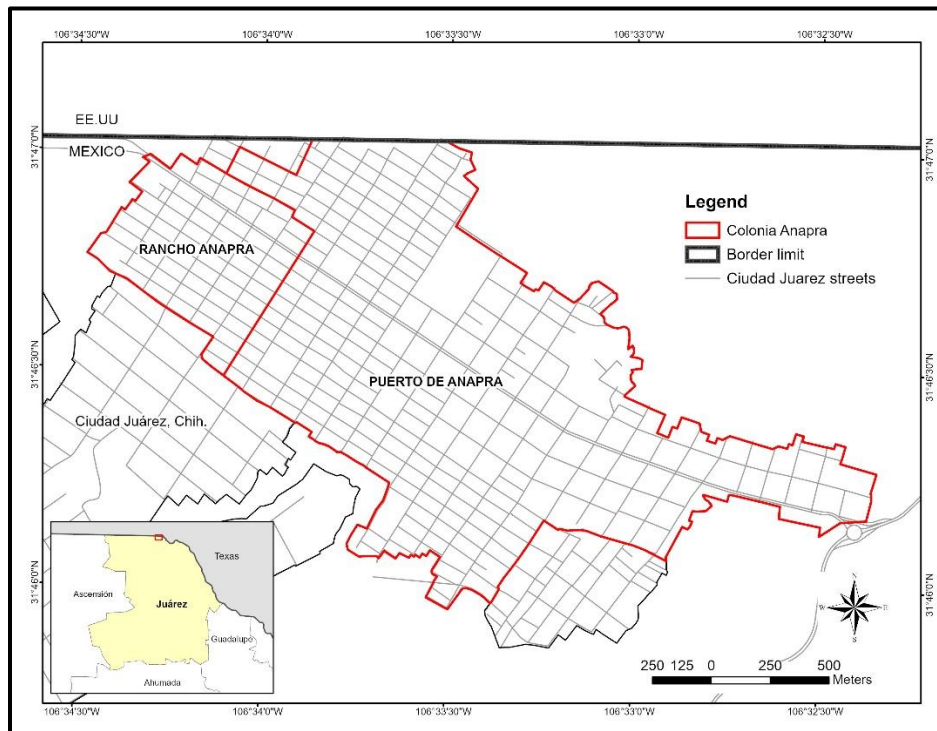 106°34'30"W 106°34'0"W 106°33'30"W 106°33'0"W 106°32'30"W
EE.UU
MEXICO
31°47'0"N
31°47'0"N
Legend
Colonia Anapra
Border limit
Ciudad Juarez streets
RANCHO ANAPRA
PUERTO DE ANAPRA
31°46'30"N
31°46'30"N
Ciudad Juárez, Chih.
31°46'0"N
31°46'0"N
Texas
Ascensión
Juárez
Guadalupe
Ahumada
N
W E
S
250 125 0 250 500
Meters
106°34'30"W 106°34'0"W 106°33'30"W 106°33'0"W 106°32'30"W